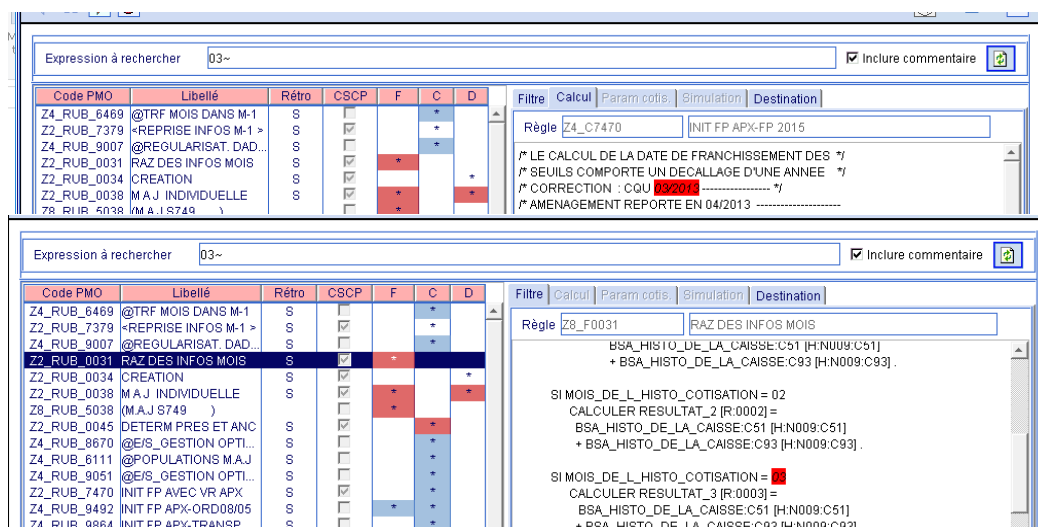 Expression à rechercher 03~ Inclure commentaire
Code PMO Libellé Rétro CSCP F C D
Z4_RUB_6469 @TRF MOIS DANS M-1 S *
Z2_RUB_7379 <REPRISE INFOS M-1 > S *
Z4_RUB_9007 @REGULARISAT. DAD... S *
Z2_RUB_0031 RAZ DES INFOS MOIS S *
Z2_RUB_0034 CREATION S *
Z2_RUB_0038 M A J INDIVIDUELLE S * *
Z8_RUB_5038 (M.A.J S749 ) S *
Filtre Calcul Param cotis. Simulation Destination
Règle Z4_C7470 INIT FP APX-FP 2015
/* LE CALCUL DE LA DATE DE FRANCHISSEMENT DES */
/* SEUILS COMPORTE UN DECALLAGE D'UNE ANNEE */
/* CORRECTION : CQU 03/2013 ----------------- */
/* AMENAGEMENT REPORTE EN 04/2013 ---------------------
Expression à rechercher 03~ Inclure commentaire
Code PMO Libellé Rétro CSCP F C D
Z4_RUB_6469 @TRF MOIS DANS M-1 S *
Z2_RUB_7379 <REPRISE INFOS M-1 > S *
Z4_RUB_9007 @REGULARISAT. DAD... S *
Z2_RUB_0031 RAZ DES INFOS MOIS S *
Z2_RUB_0034 CREATION S *
Z2_RUB_0038 M A J INDIVIDUELLE S * *
Z8_RUB_5038 (M.A.J S749 ) S *
Z2_RUB_0045 DETERM PRES ET ANC S *
Z4_RUB_8670 @E/S_GESTION OPTI... S *
Z4_RUB_6111 @POPULATIONS M.A.J S *
Z4_RUB_9051 @E/S_GESTION OPTI... S *
Z2_RUB_7470 INIT FP AVEC VR APX S *
Z4_RUB_9492 INIT FP APX-ORD08/05 S * *
Z4_RUB_9864 INIT FP APX-TRANSP S *
Filtre Calcul Param cotis. Simulation Destination
Règle Z8_F0031 RAZ DES INFOS MOIS
BSA_HISTO_DE_LA_CAISSE:C51 [H:N009:C51]
+ BSA_HISTO_DE_LA_CAISSE:C93 [H:N009:C93] .
SI MOIS_DE_L_HISTO_COTISATION = 02
CALCULER RESULTAT_2 [R:0002] =
BSA_HISTO_DE_LA_CAISSE:C51 [H:N009:C51]
+ BSA_HISTO_DE_LA_CAISSE:C93 [H:N009:C93] .
SI MOIS_DE_L_HISTO_COTISATION = 03
CALCULER RESULTAT_3 [R:0003] =
BSA_HISTO_DE_LA_CAISSE:C51 [H:N009:C51]
+ BSA_HISTO_DE_LA_CAISSE:C93 [H:N009:C93]